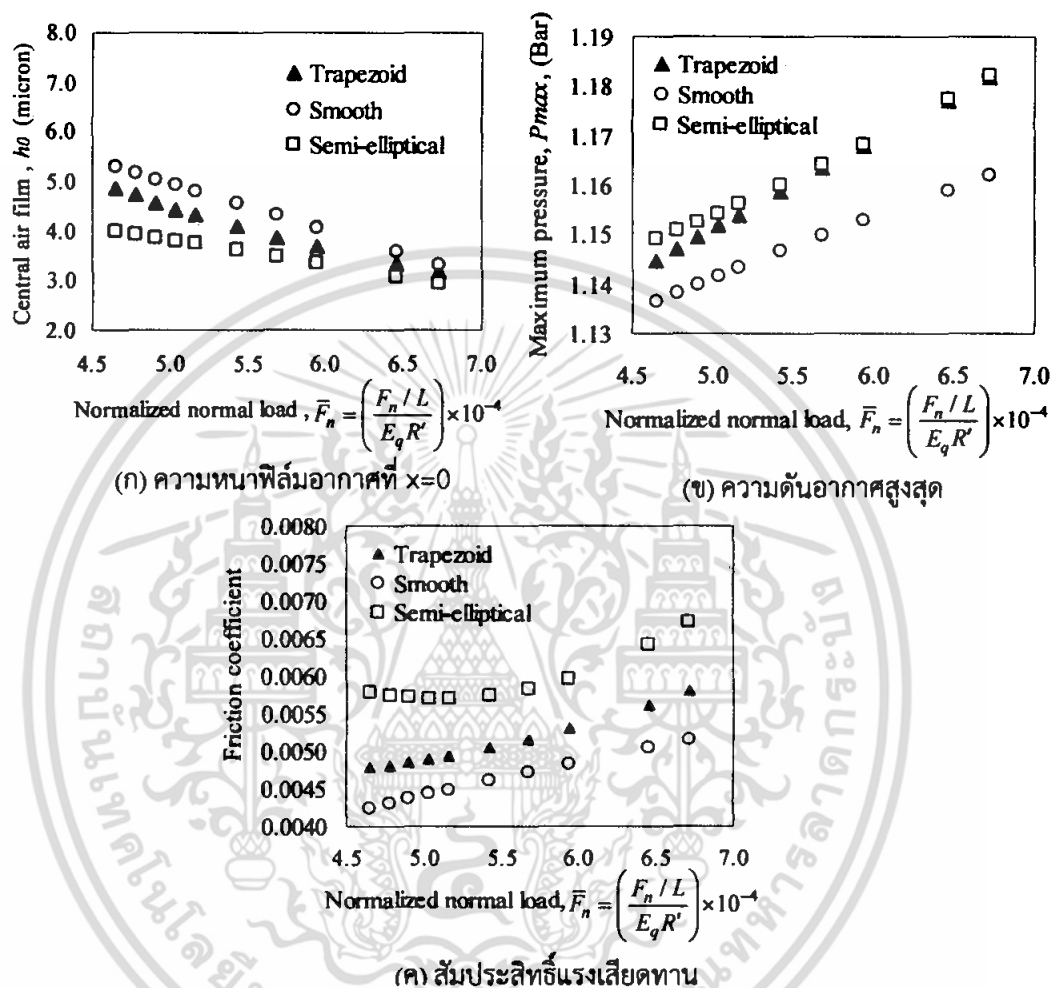 8.0
7.0
6.0
5.0
4.0
3.0
2.0
Central air film , ho (micron)
▲ Trapezoid
○ Smooth
□ Semi-elliptical
4.5 5.0 5.5 6.0 6.5 7.0
Normalized normal load , F̅n = (Fn / L / EqR′) ×10⁻⁴
(ก) ความหนาฟิล์มอากาศที่ x=0
1.19
1.18
1.17
1.16
1.15
1.14
1.13
Maximum pressure, Pmax, (Bar)
▲ Trapezoid
○ Smooth
□ Semi-elliptical
4.5 5.0 5.5 6.0 6.5 7.0
Normalized normal load, F̅n = (Fn / L / EqR′) ×10⁻⁴
(ข) ความดันอากาศสูงสุด
0.0080
0.0075
0.0070
0.0065
0.0060
0.0055
0.0050
0.0045
0.0040
Friction coefficient
▲ Trapezoid
○ Smooth
□ Semi-elliptical
4.5 5.0 5.5 6.0 6.5 7.0
Normalized normal load, F̅n = (Fn / L / EqR′) ×10⁻⁴
(ค) สัมประสิทธิ์แรงเสียดทาน